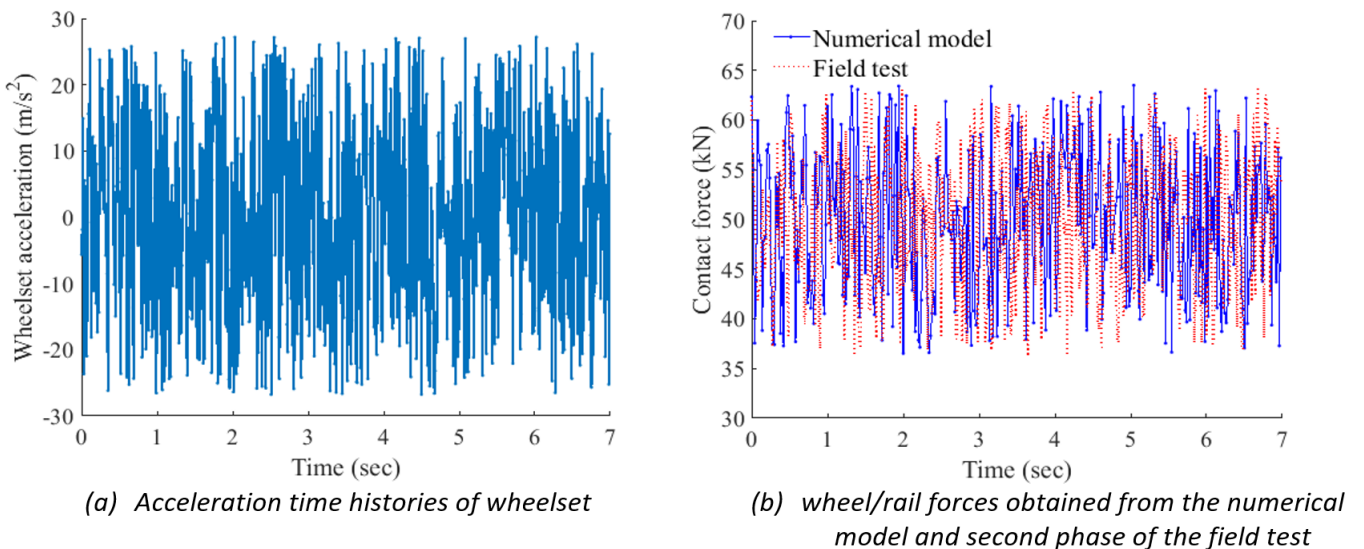 30
20
10
0
-10
-20
-30
Wheelset acceleration (m/s²)
0 1 2 3 4 5 6 7
Time (sec)
(a) Acceleration time histories of wheelset
70
65
60
55
50
45
40
35
30
Contact force (kN)
Numerical model
Field test
0 1 2 3 4 5 6 7
Time (sec)
(b) wheel/rail forces obtained from the numerical
model and second phase of the field test